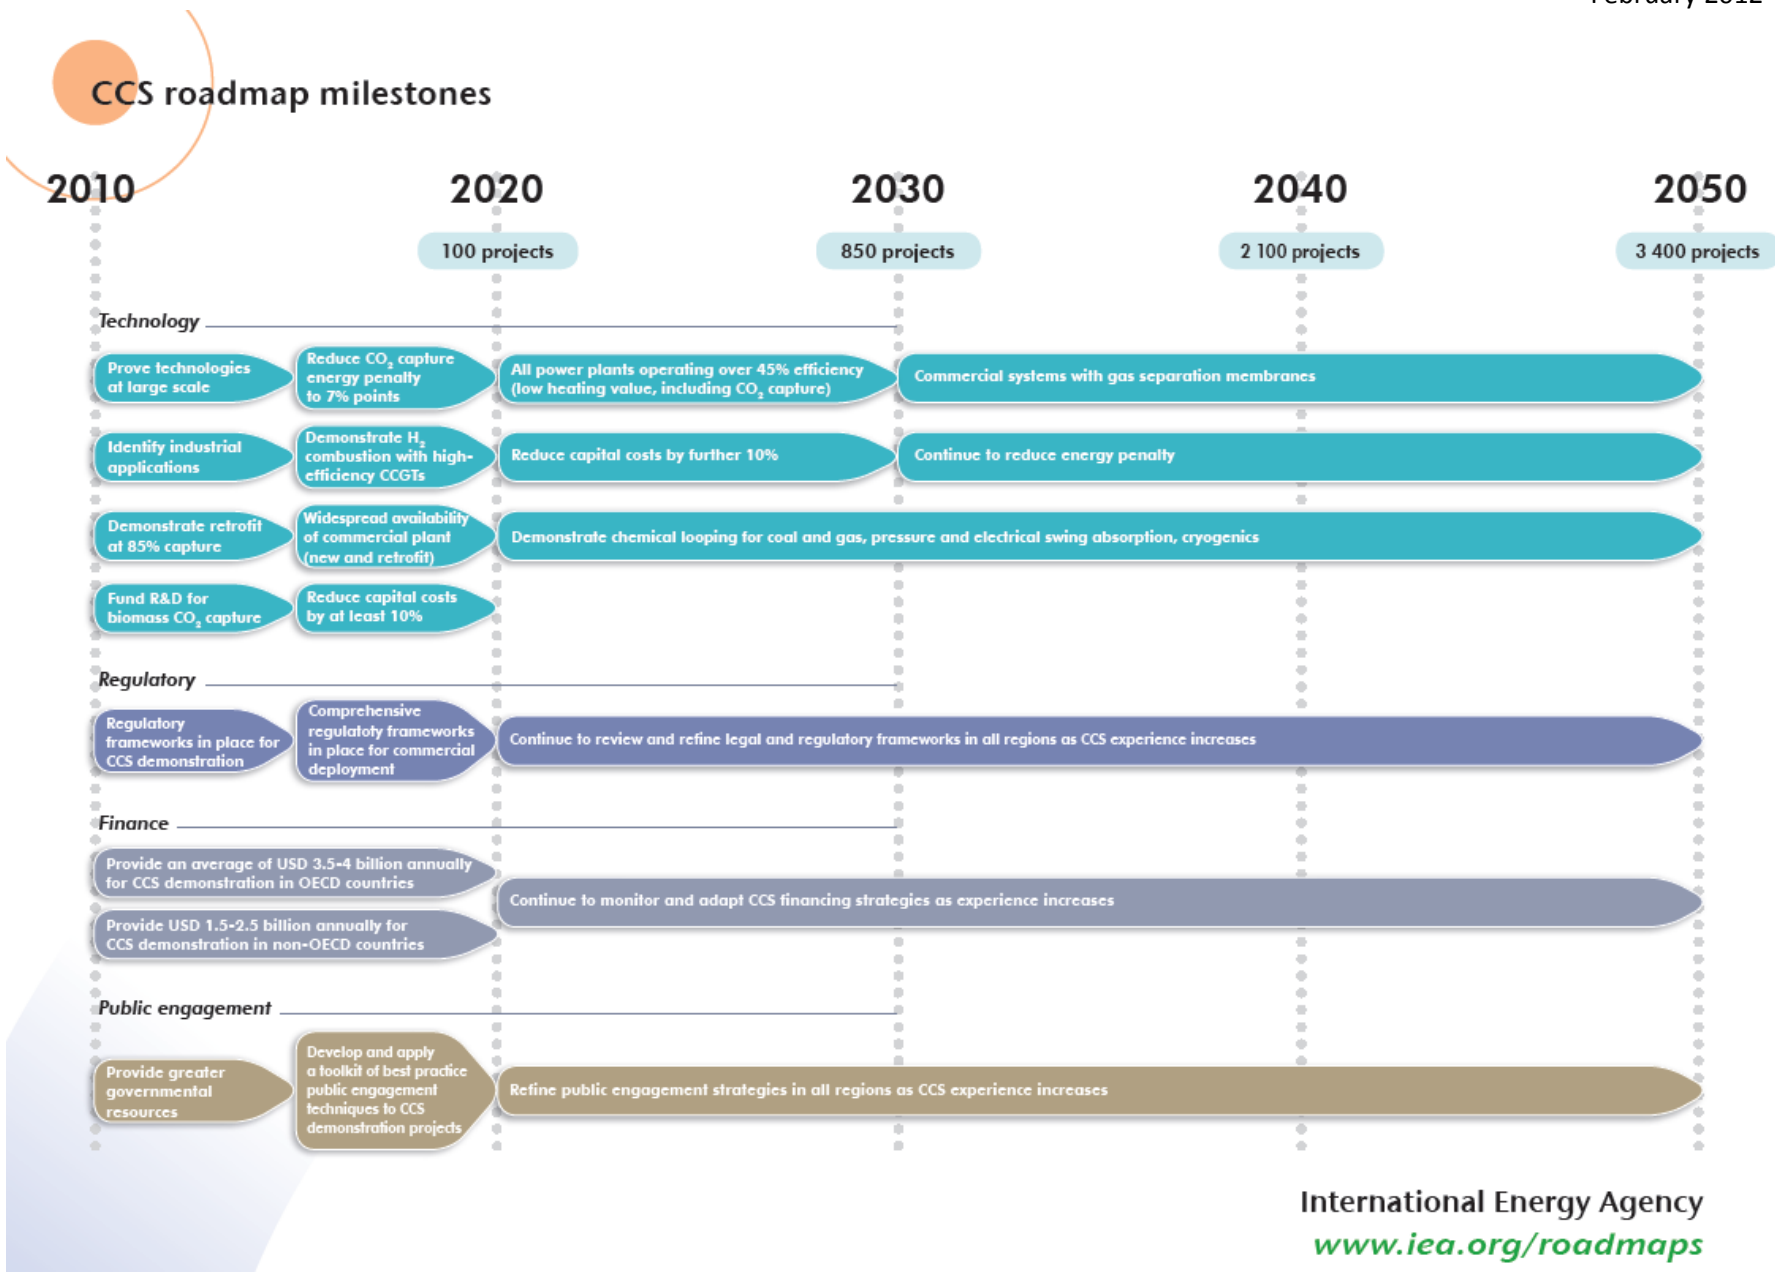 February 2012
CCS roadmap milestones
2010
2020
2030
2040
2050
100 projects
850 projects
2 100 projects
3 400 projects
Technology
Prove technologies
at large scale
Reduce CO₂ capture
energy penalty
to 7% points
All power plants operating over 45% efficiency
(low heating value, including CO₂ capture)
Commercial systems with gas separation membranes
Identify industrial
applications
Demonstrate H₂
combustion with high-
efficiency CCGTs
Reduce capital costs by further 10%
Continue to reduce energy penalty
Demonstrate retrofit
at 85% capture
Widespread availability
of commercial plant
(new and retrofit)
Demonstrate chemical looping for coal and gas, pressure and electrical swing absorption, cryogenics
Fund R&D for
biomass CO₂ capture
Reduce capital costs
by at least 10%
Regulatory
Regulatory
frameworks in place for
CCS demonstration
Comprehensive
regulatoty frameworks
in place for commercial
deployment
Continue to review and refine legal and regulatory frameworks in all regions as CCS experience increases
Finance
Provide an average of USD 3.5-4 billion annually
for CCS demonstration in OECD countries
Provide USD 1.5-2.5 billion annually for
CCS demonstration in non-OECD countries
Continue to monitor and adapt CCS financing strategies as experience increases
Public engagement
Provide greater
governmental
resources
Develop and apply
a toolkit of best practice
public engagement
techniques to CCS
demonstration projects
Refine public engagement strategies in all regions as CCS experience increases
International Energy Agency
www.iea.org/roadmaps